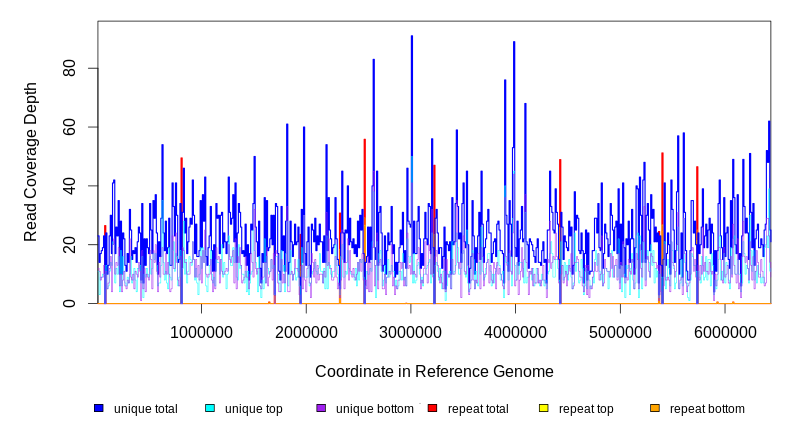 Read Coverage Depth
80
60
40
20
0
1000000 2000000 3000000 4000000 5000000 6000000
Coordinate in Reference Genome
unique total unique top unique bottom repeat total repeat top repeat bottom